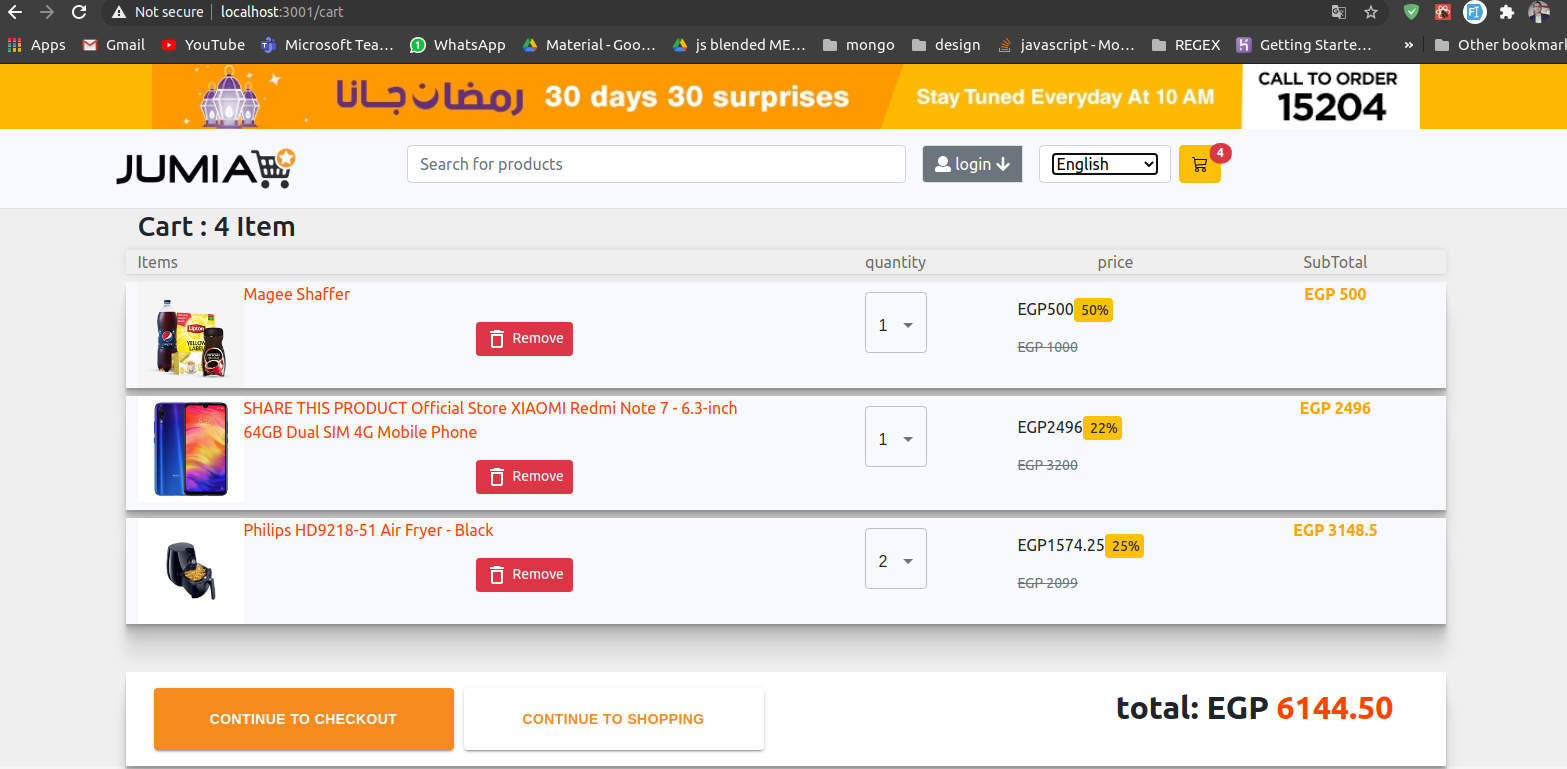 Not secure | localhost:3001/cart
Apps Gmail YouTube Microsoft Tea… WhatsApp Material - Goo… js blended ME… mongo design javascript - Mo… REGEX Getting Starte… » Other bookmark
رمضان جانا 30 days 30 surprises Stay Tuned Everyday At 10 AM CALL TO ORDER
15204
JUMIA Search for products login English 4
Cart : 4 Item
Items quantity price SubTotal
Magee Shaffer EGP 500
EGP500 50%
1
Remove
EGP 1000
SHARE THIS PRODUCT Official Store XIAOMI Redmi Note 7 - 6.3-inch EGP 2496
64GB Dual SIM 4G Mobile Phone
EGP2496 22%
1
EGP 3200
Remove
Philips HD9218-51 Air Fryer - Black EGP 3148.5
EGP1574.25 25%
2
Remove
EGP 2099
CONTINUE TO CHECKOUT CONTINUE TO SHOPPING total: EGP 6144.50